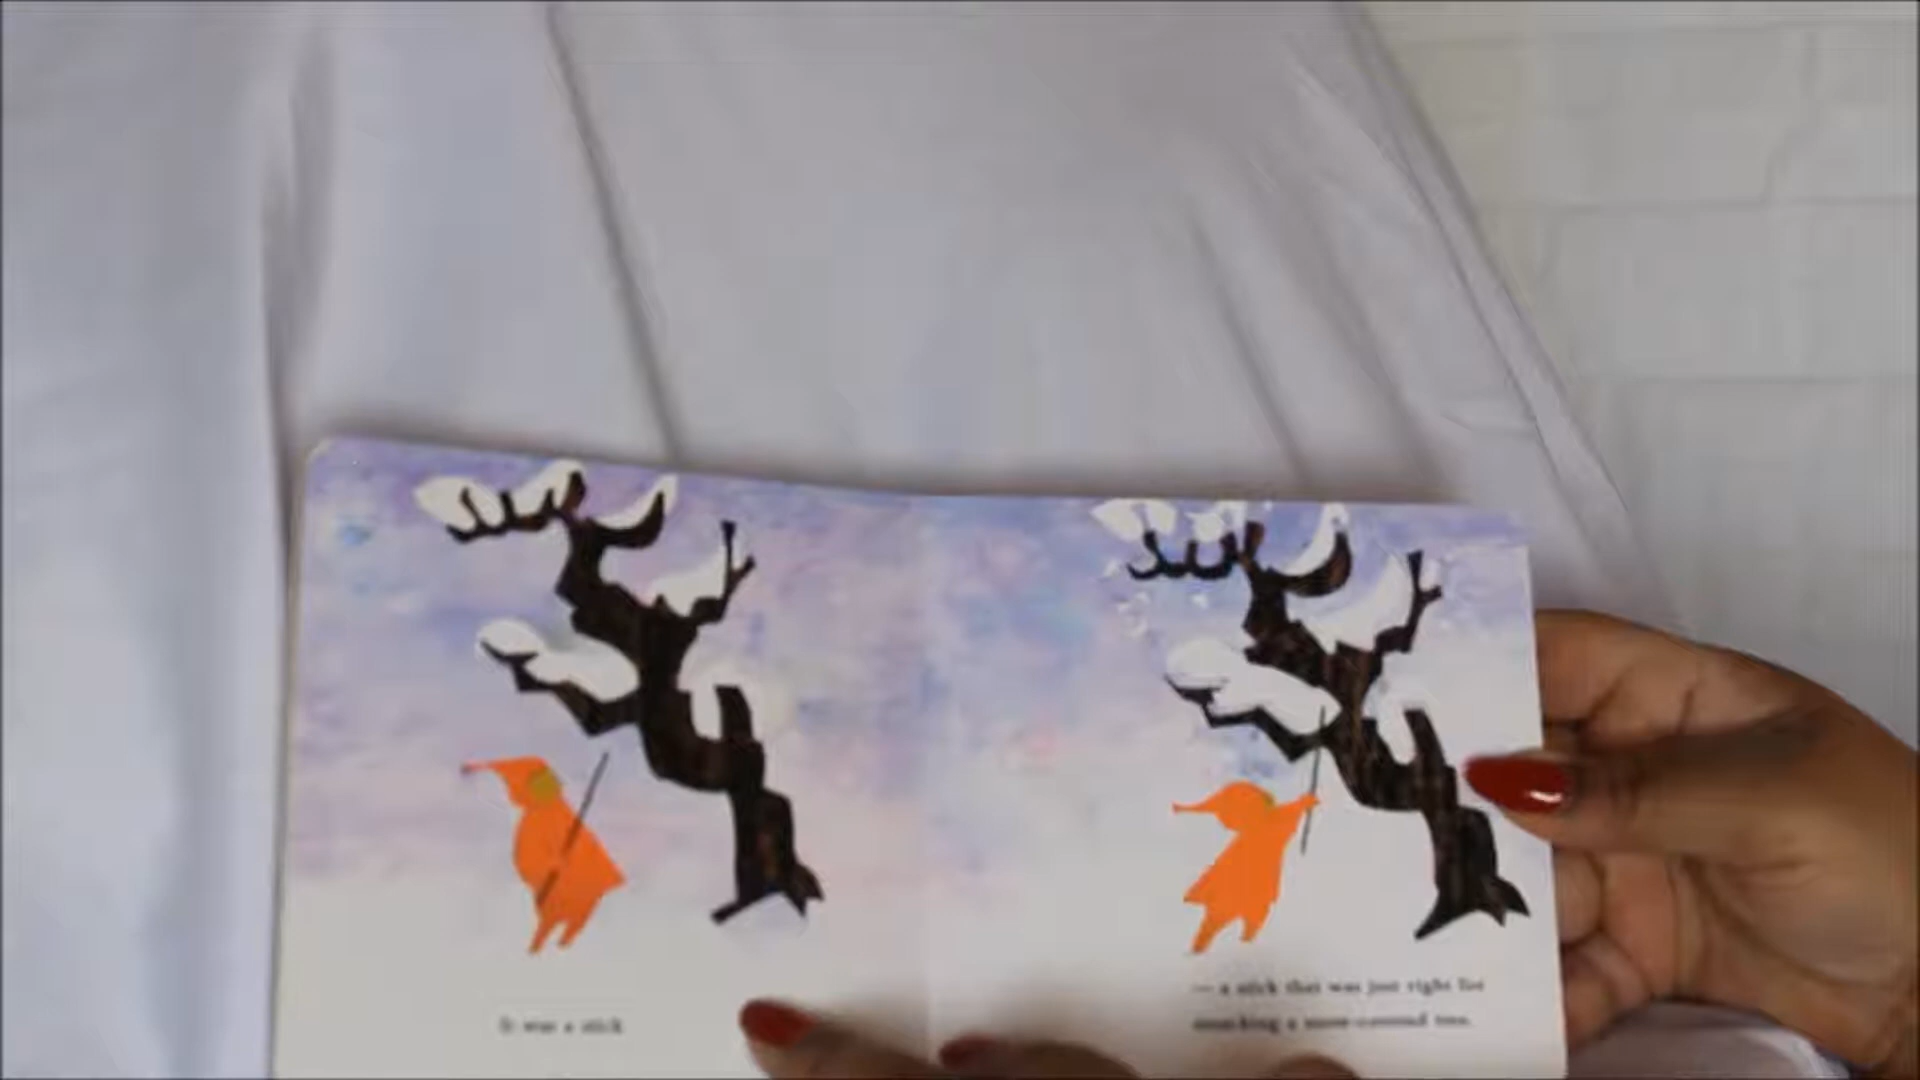 It was a stick
— a stick that was just right for
smacking a snow-covered tree.